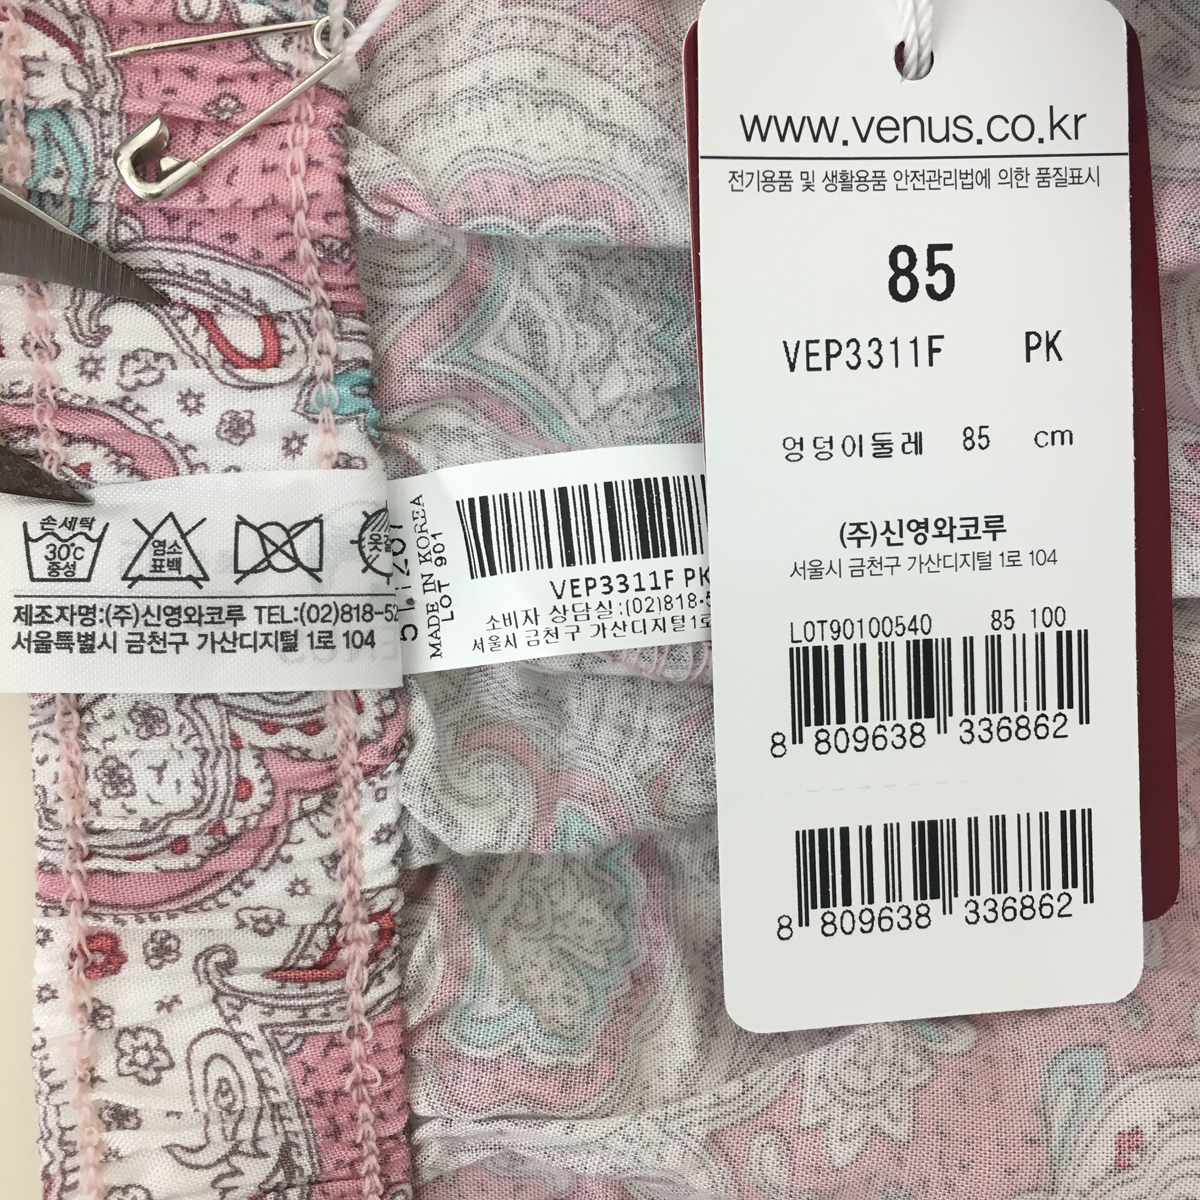 www.venus.co.kr
전기용품 및 생활용품 안전관리법에 의한 품질표시
85
VEP3311F PK
엉덩이둘레 85 cm
(주)신영와코루
서울시 금천구 가산디지털 1로 104
LOT90100540 85 100
8 809638 336862
8 809638 336862
손세탁
30℃
중성
염소
표백
옷걸
제조자명:(주)신영와코루 TEL:(02)818-52
서울특별시 금천구 가산디지털 1로 104
MADE IN KOREA
LOT 901
VEP3311F PK
소비자 상담실:(02)818-5
서울시 금천구 가산디지털 1로